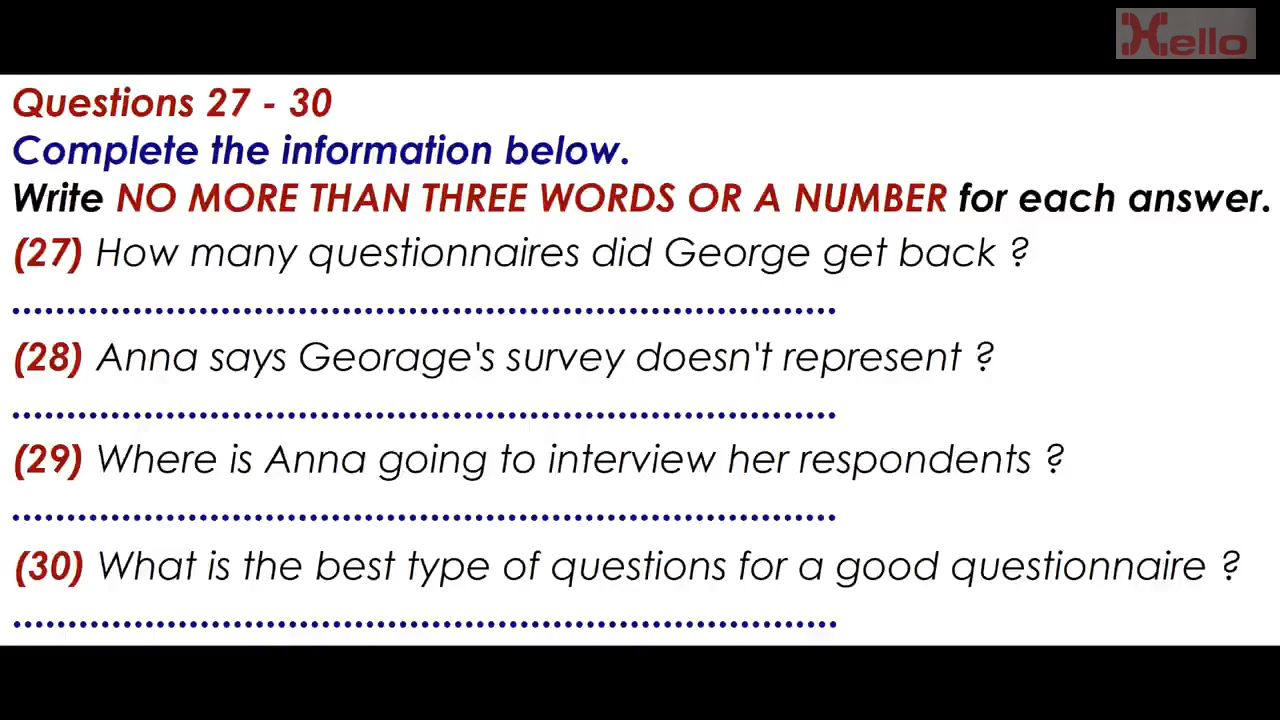 Hello
Questions 27 - 30
Complete the information below.
Write NO MORE THAN THREE WORDS OR A NUMBER for each answer.
(27) How many questionnaires did George get back ?
...........................................................................
(28) Anna says Georage's survey doesn't represent ?
...........................................................................
(29) Where is Anna going to interview her respondents ?
...........................................................................
(30) What is the best type of questions for a good questionnaire ?
...........................................................................